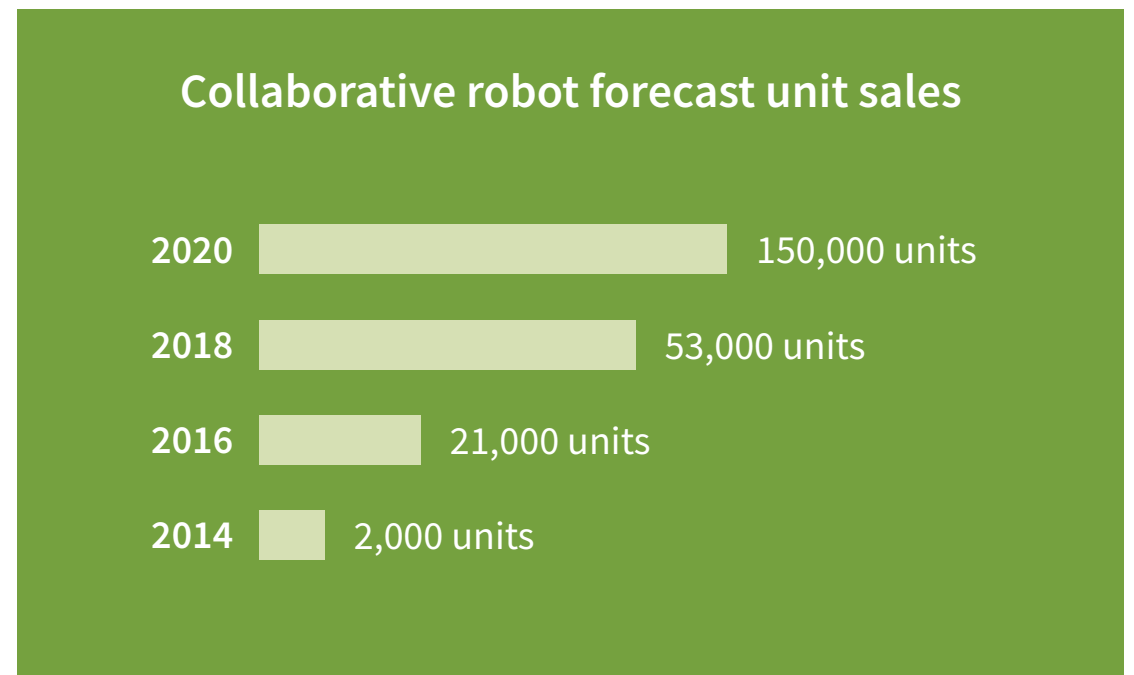 Collaborative robot forecast unit sales
2020 150,000 units
2018 53,000 units
2016 21,000 units
2014 2,000 units